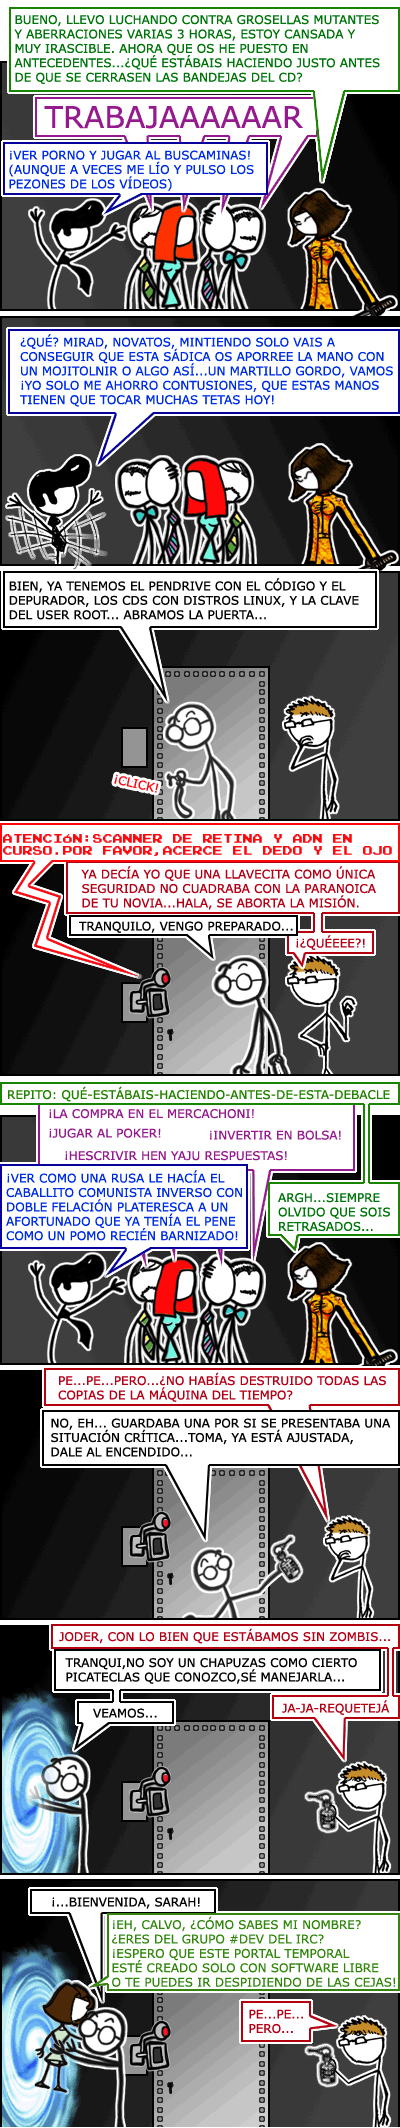 BUENO, LLEVO LUCHANDO CONTRA GROSELLAS MUTANTES
Y ABERRACIONES VARIAS 3 HORAS, ESTOY CANSADA Y
MUY IRASCIBLE. AHORA QUE OS HE PUESTO EN
ANTECEDENTES...¿QUÉ ESTÁBAIS HACIENDO JUSTO ANTES
DE QUE SE CERRASEN LAS BANDEJAS DEL CD?
TRABAJAAAAAAR
¡VER PORNO Y JUGAR AL BUSCAMINAS!
(AUNQUE A VECES ME LÍO Y PULSO LOS
PEZONES DE LOS VÍDEOS)
¿QUÉ? MIRAD, NOVATOS, MINTIENDO SOLO VAIS A
CONSEGUIR QUE ESTA SÁDICA OS APORREE LA MANO CON
UN MOJITOLNIR O ALGO ASÍ...UN MARTILLO GORDO, VAMOS
¡YO SOLO ME AHORRO CONTUSIONES, QUE ESTAS MANOS
TIENEN QUE TOCAR MUCHAS TETAS HOY!
BIEN, YA TENEMOS EL PENDRIVE CON EL CÓDIGO Y EL
DEPURADOR, LOS CDS CON DISTROS LINUX, Y LA CLAVE
DEL USER ROOT... ABRAMOS LA PUERTA...
¡CLICK!
ATENCIÓN:SCANNER DE RETINA Y ADN EN
CURSO.POR FAVOR,ACERCE EL DEDO Y EL OJO
YA DECÍA YO QUE UNA LLAVECITA COMO ÚNICA
SEGURIDAD NO CUADRABA CON LA PARANOICA
DE TU NOVIA...HALA, SE ABORTA LA MISIÓN.
TRANQUILO, VENGO PREPARADO...
¡¿QUÉEEE?!
REPITO: QUÉ-ESTÁBAIS-HACIENDO-ANTES-DE-ESTA-DEBACLE
¡LA COMPRA EN EL MERCACHONI!
¡JUGAR AL POKER!
¡INVERTIR EN BOLSA!
¡HESCRIVIR HEN YAJU RESPUESTAS!
¡VER COMO UNA RUSA LE HACÍA EL
CABALLITO COMUNISTA INVERSO CON
DOBLE FELACIÓN PLATERESCA A UN
AFORTUNADO QUE YA TENÍA EL PENE
COMO UN POMO RECIÉN BARNIZADO!
ARGH...SIEMPRE
OLVIDO QUE SOIS
RETRASADOS...
PE...PE...PERO...¿NO HABÍAS DESTRUIDO TODAS LAS
COPIAS DE LA MÁQUINA DEL TIEMPO?
NO, EH... GUARDABA UNA POR SI SE PRESENTABA UNA
SITUACIÓN CRÍTICA...TOMA, YA ESTÁ AJUSTADA,
DALE AL ENCENDIDO...
JODER, CON LO BIEN QUE ESTÁBAMOS SIN ZOMBIS...
TRANQUI,NO SOY UN CHAPUZAS COMO CIERTO
PICATECLAS QUE CONOZCO,SÉ MANEJARLA...
VEAMOS...
JA-JA-REQUETEJÁ
¡...BIENVENIDA, SARAH!
¡EH, CALVO, ¿CÓMO SABES MI NOMBRE?
¿ERES DEL GRUPO #DEV DEL IRC?
¡ESPERO QUE ESTE PORTAL TEMPORAL
ESTÉ CREADO SOLO CON SOFTWARE LIBRE
O TE PUEDES IR DESPIDIENDO DE LAS CEJAS!
PE...PE...
PERO...